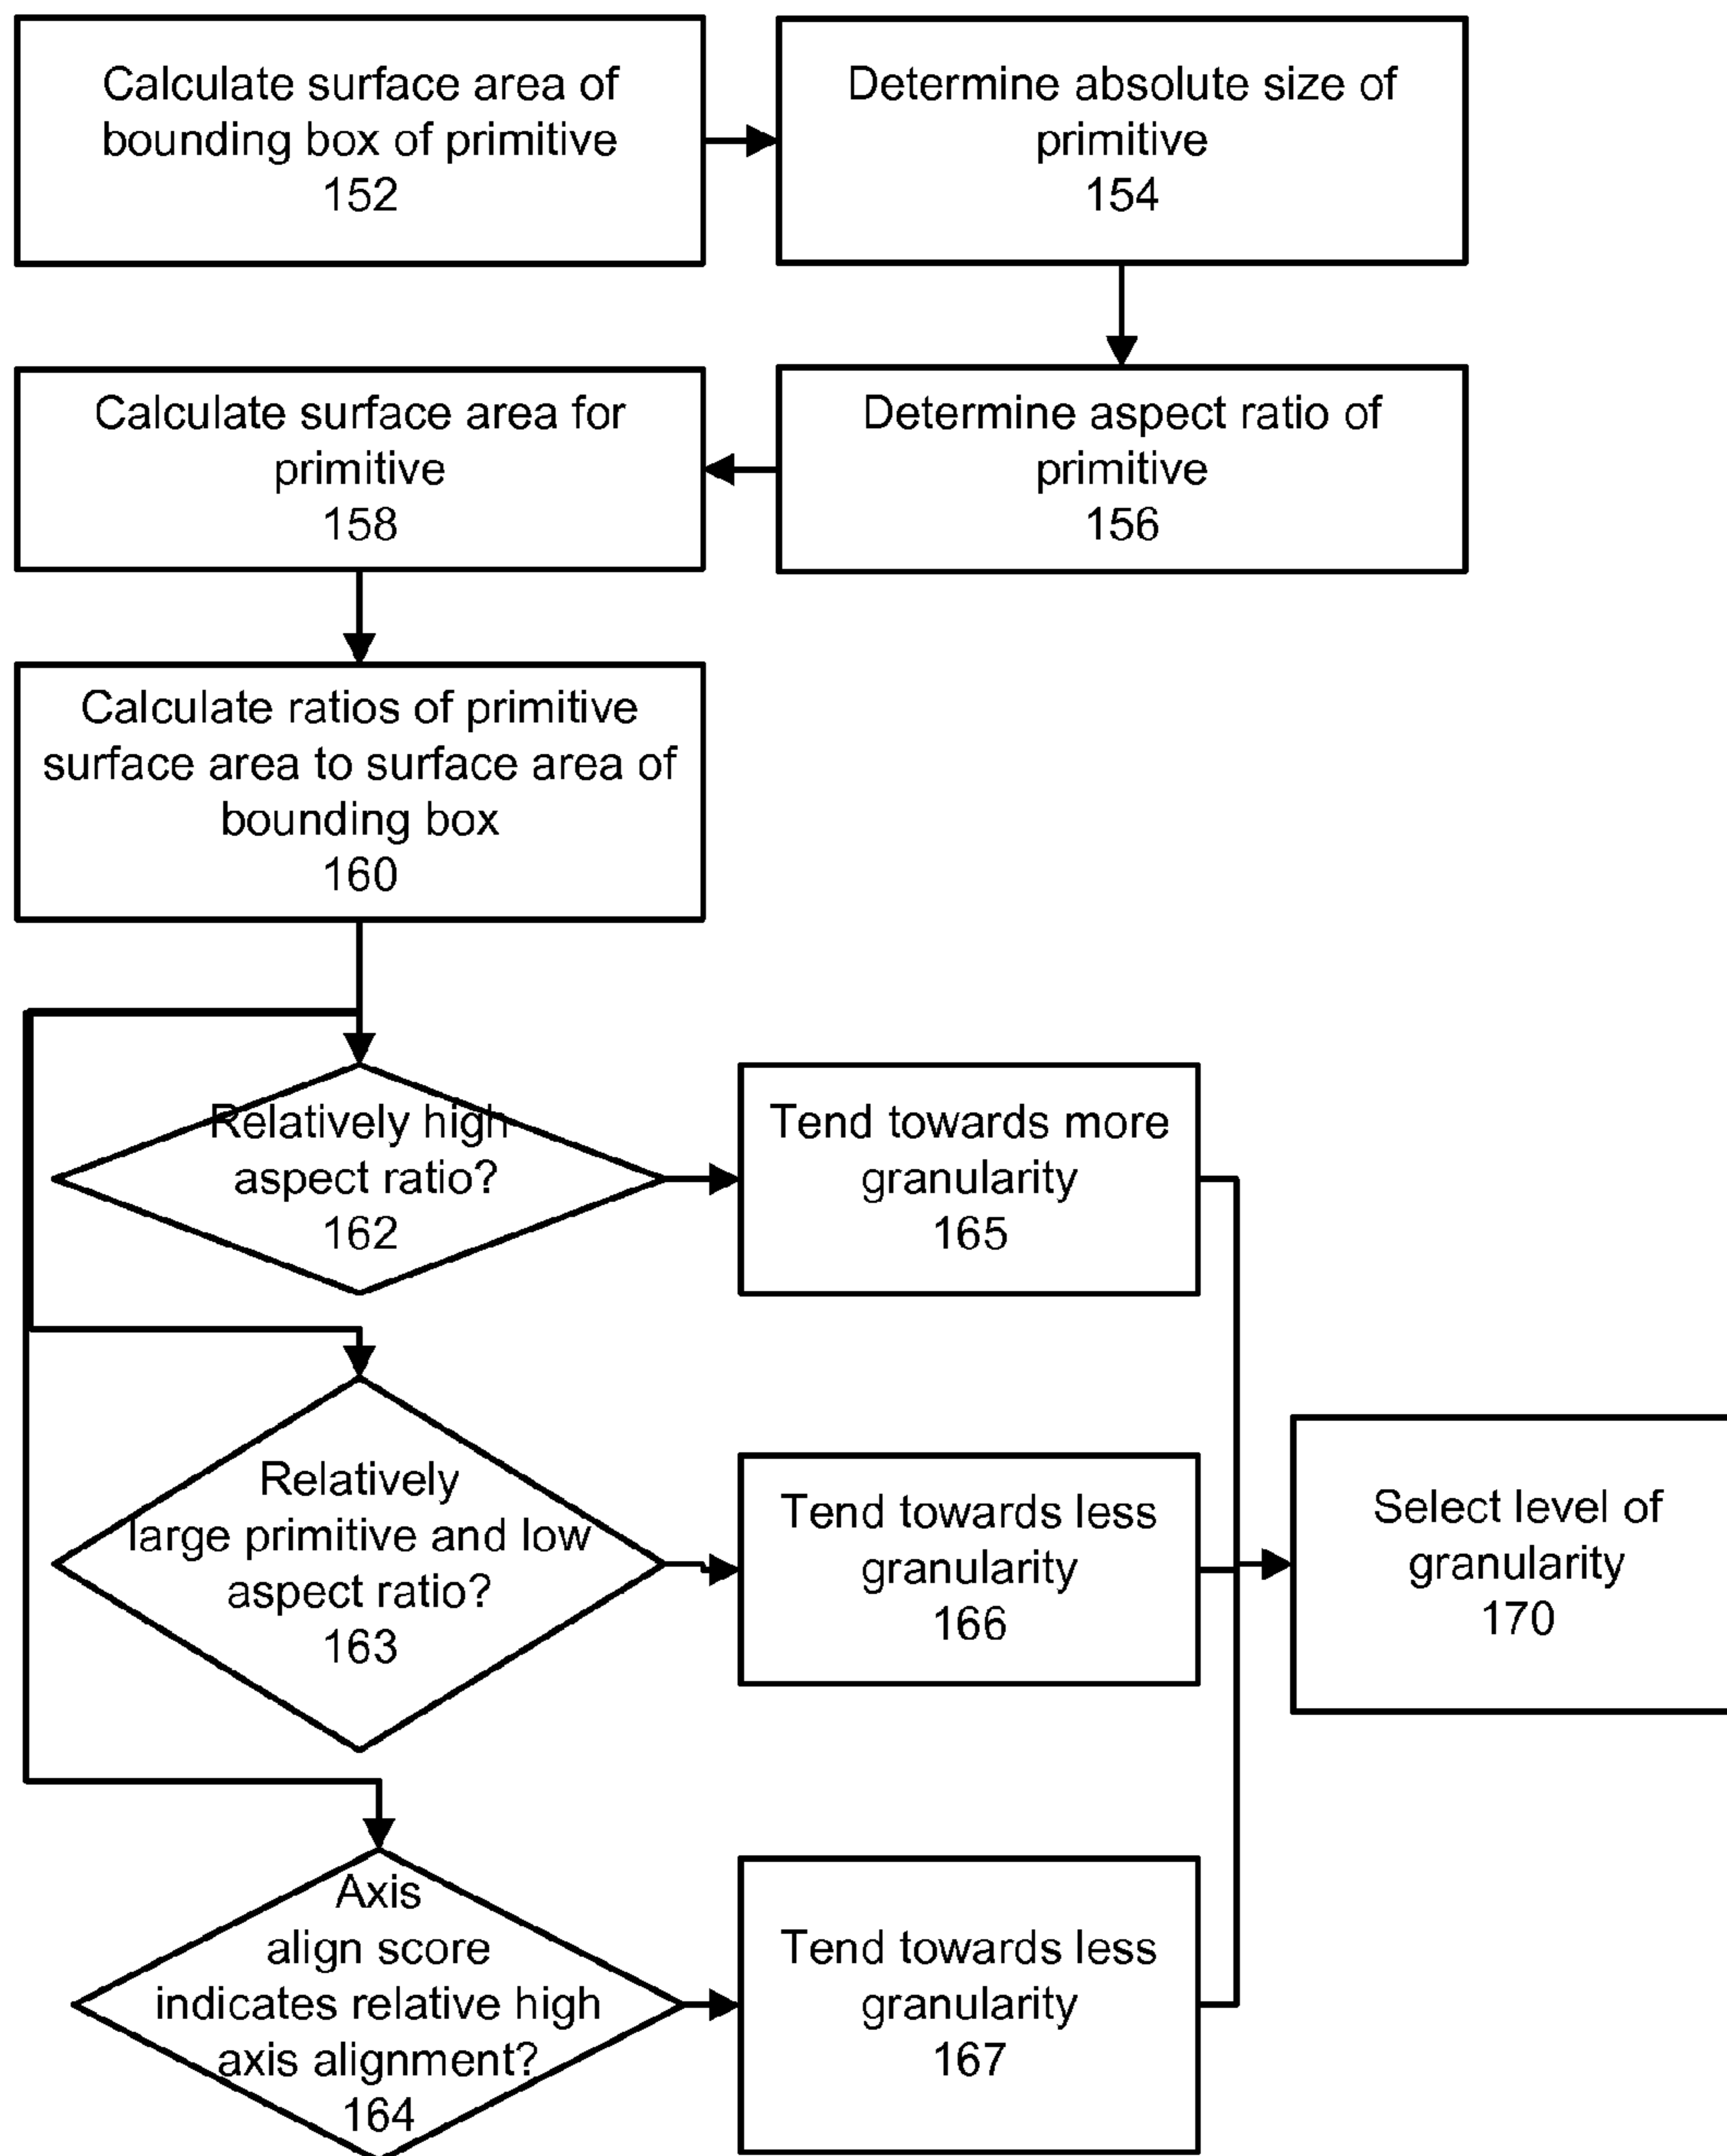 Calculate surface area of
bounding box of primitive
152
Determine absolute size of
primitive
154
Determine aspect ratio of
primitive
156
Calculate surface area for
primitive
158
Calculate ratios of primitive
surface area to surface area of
bounding box
160
Relatively high
aspect ratio?
162
Tend towards more
granularity
165
Relatively
large primitive and low
aspect ratio?
163
Tend towards less
granularity
166
Axis
align score
indicates relative high
axis alignment?
164
Tend towards less
granularity
167
Select level of
granularity
170